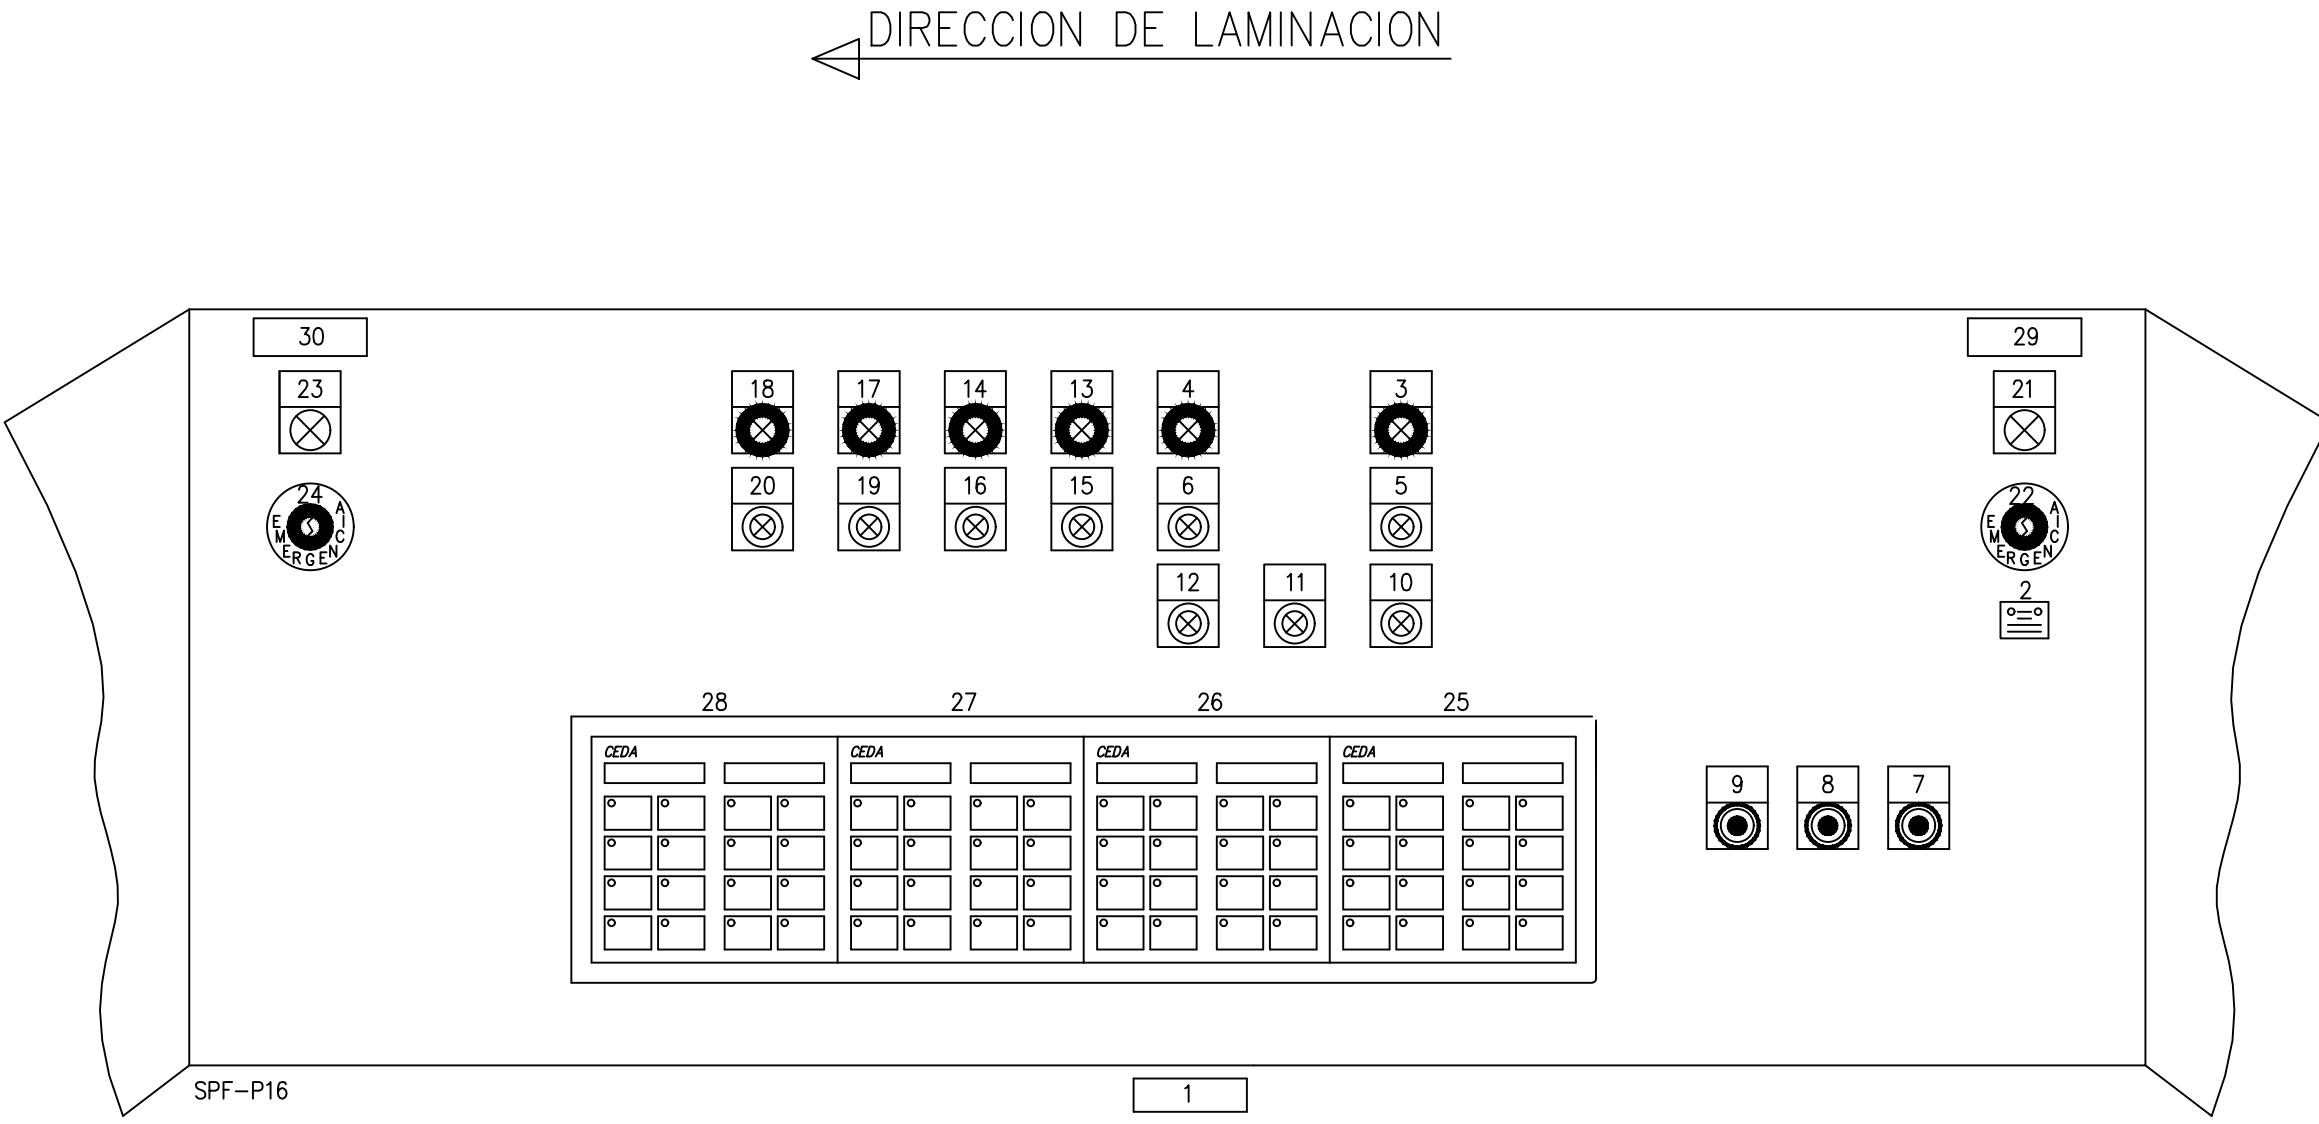 DIRECCION DE LAMINACION
30 29
23 18 17 14 13 4 3 21
24 20 19 16 15 6 5 22
EMERGENCIA EMERGENCIA
12 11 10 2
28 27 26 25
CEDA CEDA CEDA CEDA
9 8 7
SPF-P16
1